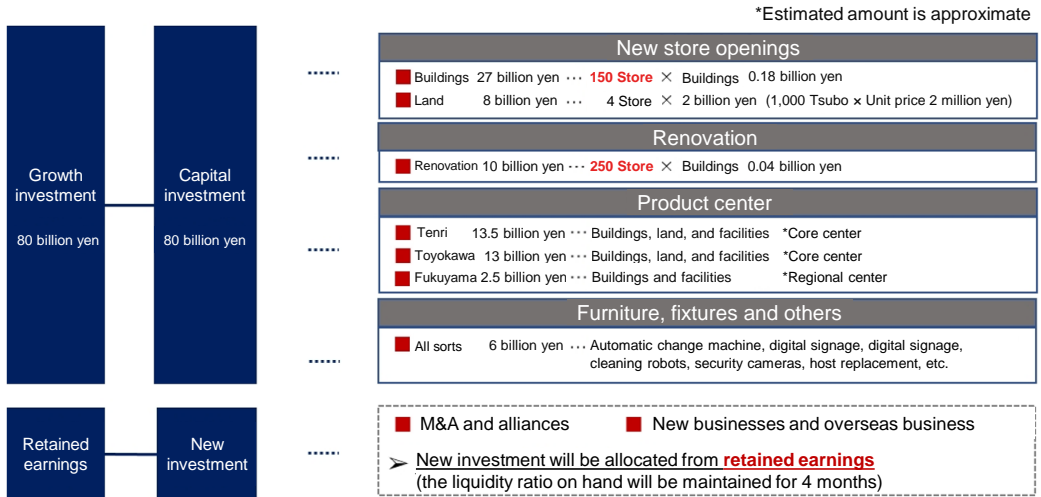 *Estimated amount is approximate
Growth
investment
80 billion yen
Capital
investment
80 billion yen
New store openings
Buildings 27 billion yen ··· 150 Store × Buildings 0.18 billion yen
Land 8 billion yen ··· 4 Store × 2 billion yen (1,000 Tsubo × Unit price 2 million yen)
Renovation
Renovation 10 billion yen ··· 250 Store × Buildings 0.04 billion yen
Product center
Tenri 13.5 billion yen ··· Buildings, land, and facilities *Core center
Toyokawa 13 billion yen ··· Buildings, land, and facilities *Core center
Fukuyama 2.5 billion yen ··· Buildings and facilities *Regional center
Furniture, fixtures and others
All sorts 6 billion yen ··· Automatic change machine, digital signage, digital signage,
cleaning robots, security cameras, host replacement, etc.
Retained
earnings
New
investment
M&A and alliances
New businesses and overseas business
➢ New investment will be allocated from retained earnings
(the liquidity ratio on hand will be maintained for 4 months)